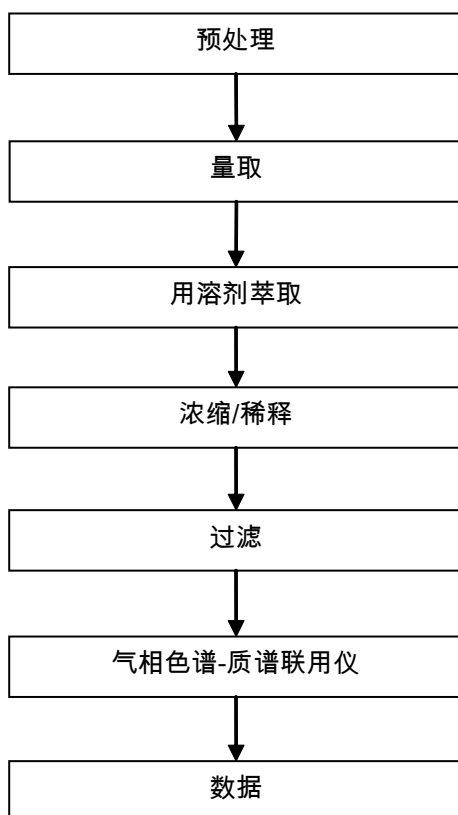 预处理
量取
用溶剂萃取
浓缩/稀释
过滤
气相色谱-质谱联用仪
数据